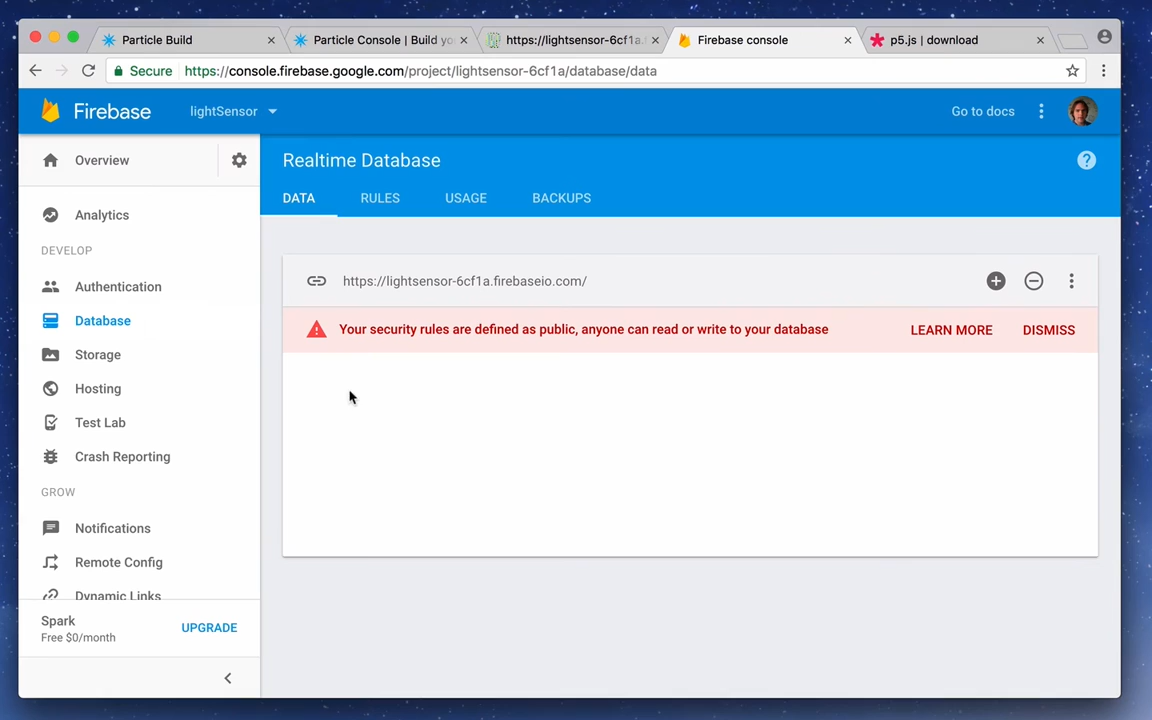 Particle Build
Particle Console | Build yo
https://lightsensor-6cf1a.f
Firebase console
p5.js | download
Secure
https://console.firebase.google.com/project/lightsensor-6cf1a/database/data
Firebase
lightSensor
Go to docs
Overview
Realtime Database
?
DATA
RULES
USAGE
BACKUPS
Analytics
DEVELOP
Authentication
Database
Storage
Hosting
Test Lab
Crash Reporting
GROW
Notifications
Remote Config
Dynamic Links
Spark
Free $0/month
UPGRADE
https://lightsensor-6cf1a.firebaseio.com/
Your security rules are defined as public, anyone can read or write to your database
LEARN MORE
DISMISS